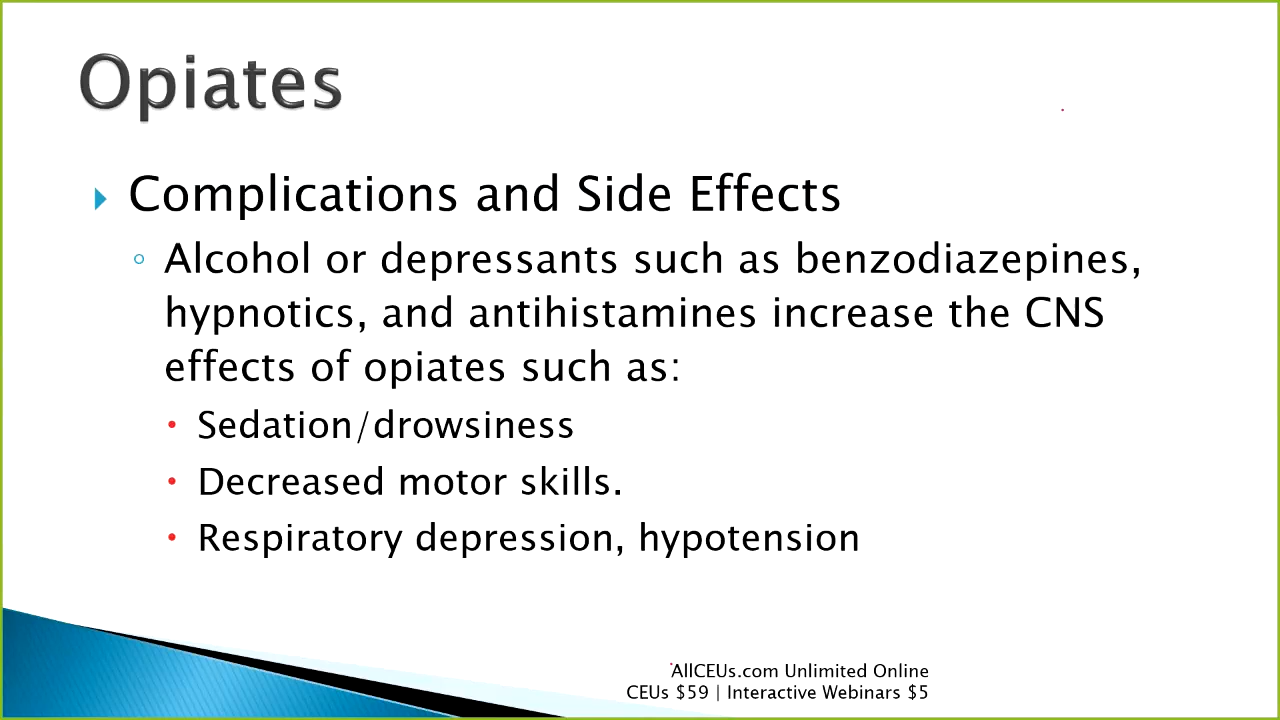 Opiates
Complications and Side Effects
Alcohol or depressants such as benzodiazepines,
hypnotics, and antihistamines increase the CNS
effects of opiates such as:
Sedation/drowsiness
Decreased motor skills.
Respiratory depression, hypotension
AllCEUs.com Unlimited Online
CEUs $59 | Interactive Webinars $5